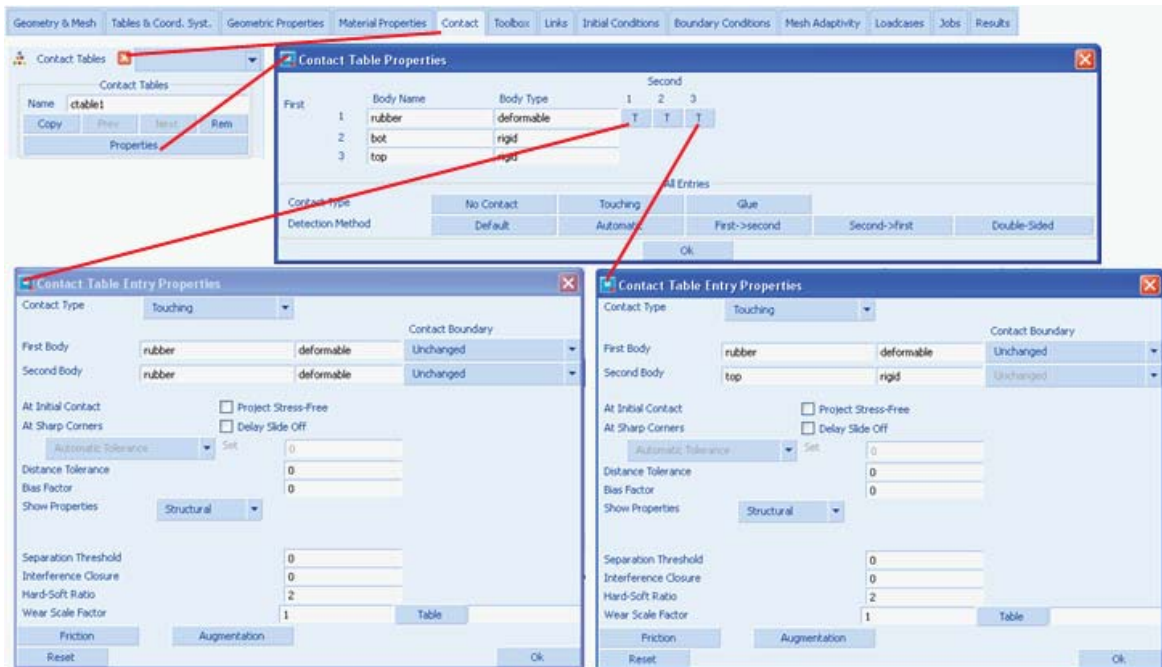 Geometry & Mesh Tables & Coord. Syst. Geometric Properties Material Properties Contact Toolbox Links Initial Conditions Boundary Conditions Mesh Adaptivity Loadcases Jobs Results
Contact Tables
Contact Tables
Name ctable1
Copy Prev Next Rem
Properties
Contact Table Properties
Second
First Body Name Body Type 1 2 3
1 rubber deformable T T T
2 bot rigid
3 top rigid
All Entries
Contact Type No Contact Touching Glue
Detection Method Default Automatic First->second Second->first Double-Sided
Ok
Contact Table Entry Properties
Contact Type Touching
Contact Boundary
First Body rubber deformable Unchanged
Second Body rubber deformable Unchanged
At Initial Contact Project Stress-Free
At Sharp Corners Delay Slide Off
Automatic Tolerance Set 0
Distance Tolerance 0
Bias Factor 0
Show Properties Structural
Separation Threshold 0
Interference Closure 0
Hard-Soft Ratio 2
Wear Scale Factor 1 Table
Friction Augmentation
Reset Ok
Contact Table Entry Properties
Contact Type Touching
Contact Boundary
First Body rubber deformable Unchanged
Second Body top rigid Unchanged
At Initial Contact Project Stress-Free
At Sharp Corners Delay Slide Off
Automatic Tolerance Set 0
Distance Tolerance 0
Bias Factor 0
Show Properties Structural
Separation Threshold 0
Interference Closure 0
Hard-Soft Ratio 2
Wear Scale Factor 1 Table
Friction Augmentation
Reset Ok